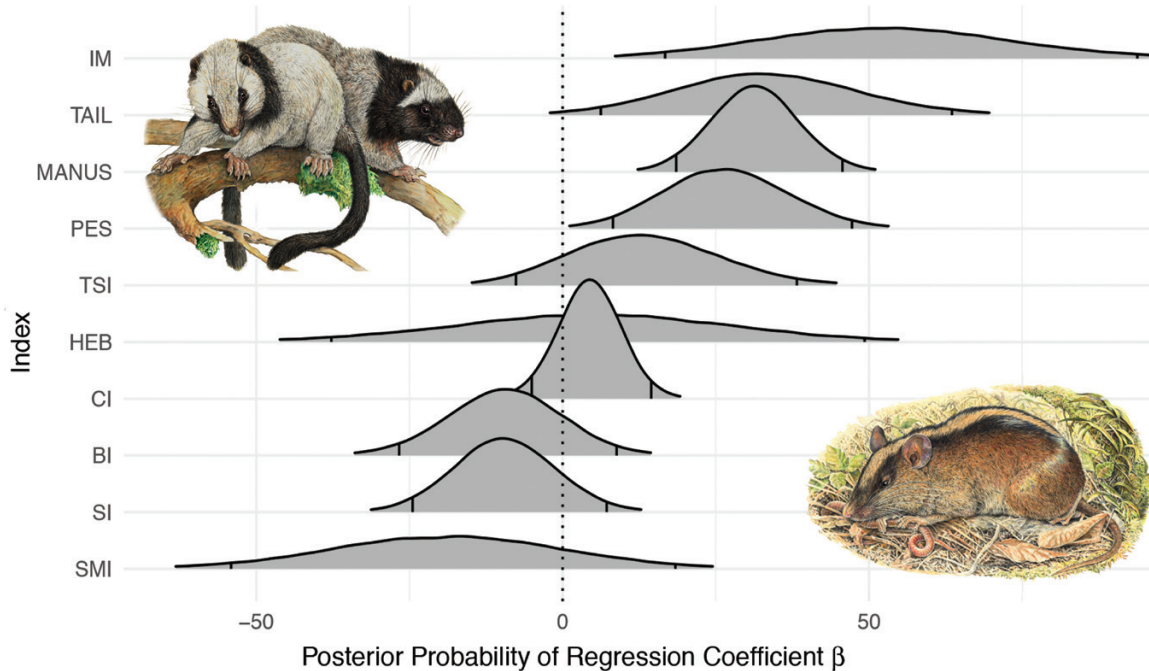 IM
TAIL
MANUS
PES
TSI
HEB
CI
BI
SI
SMI
Index
−50
0
50
Posterior Probability of Regression Coefficient β